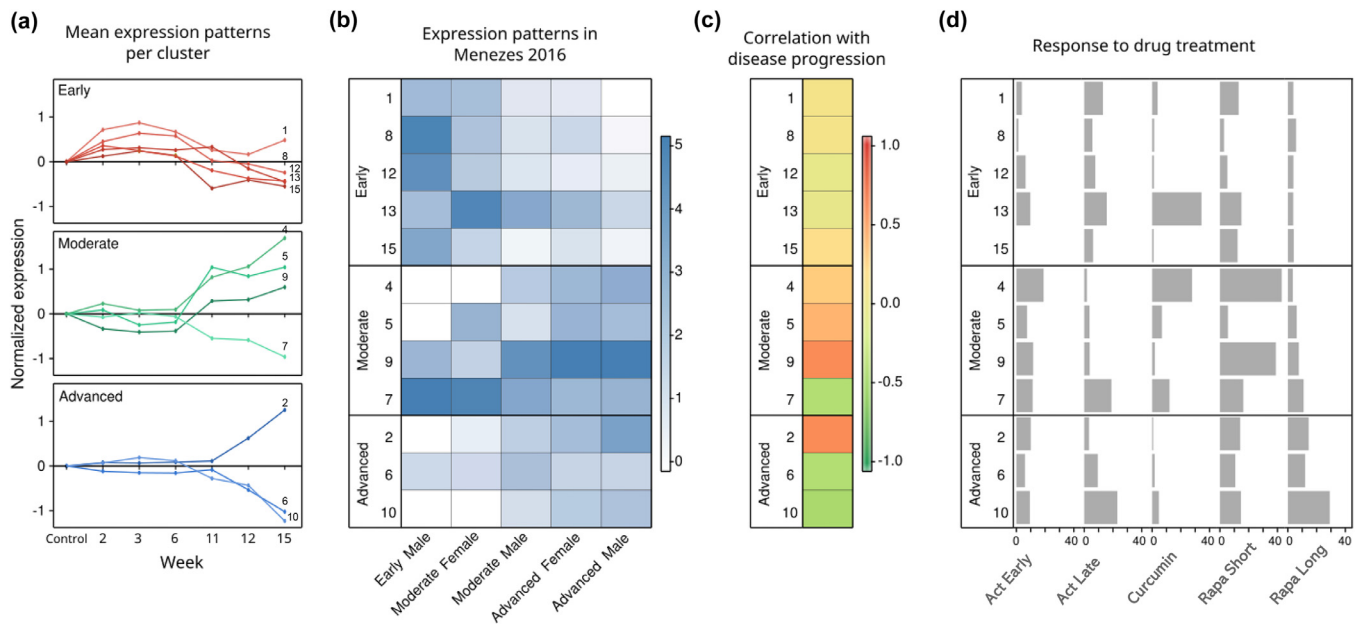 (a)
Mean expression patterns
per cluster
Normalized expression
Early
1
0
-1
1
8
12
13
15
Moderate
1
0
-1
4
5
9
7
Advanced
1
0
-1
2
6
10
Control 2 3 6 11 12 15
Week
(b)
Expression patterns in
Menezes 2016
Early
1
8
12
13
15
Moderate
4
5
9
7
Advanced
2
6
10
Early Male
Moderate Female
Moderate Male
Advanced Female
Advanced Male
5
4
3
2
1
0
(c)
Correlation with
disease progression
Early
1
8
12
13
15
Moderate
4
5
9
7
Advanced
2
6
10
1.0
0.5
0.0
-0.5
-1.0
(d)
Response to drug treatment
Early
1
8
12
13
15
Moderate
4
5
9
7
Advanced
2
6
10
0 40 0 40 0 40 0 40 0 40
Act Early
Act Late
Curcumin
Rapa Short
Rapa Long